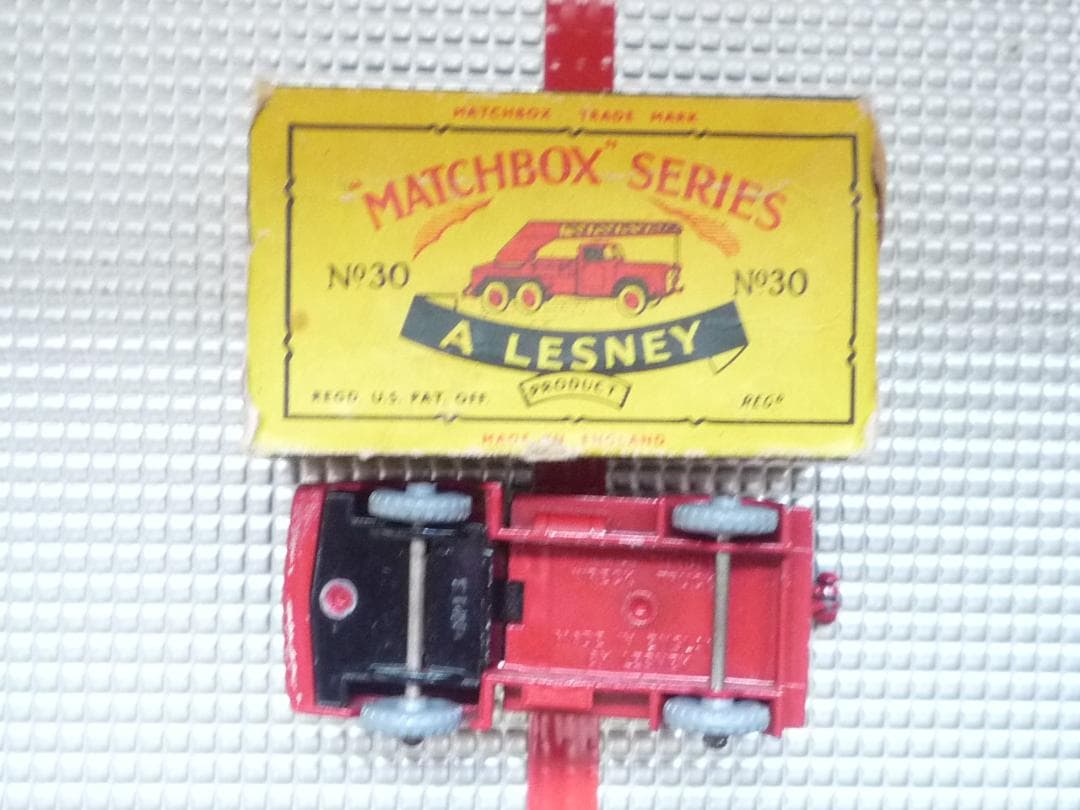 MATCHBOX TRADE MARK
"MATCHBOX" SERIES
Nº30
Nº30
A LESNEY
PRODUCT
REGD. U.S. PAT. OFF.
REGD
MADE IN ENGLAND